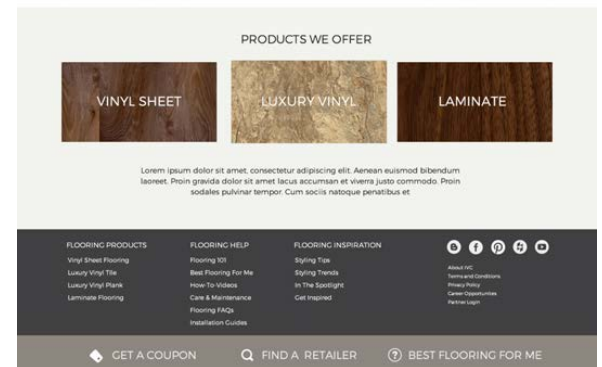 PRODUCTS WE OFFER
VINYL SHEET
LUXURY VINYL
LAMINATE
Lorem ipsum dolor sit amet, consectetur adipiscing elit. Aenean euismod bibendum
laoreet. Proin gravida dolor sit amet lacus accumsan et viverra justo commodo. Proin
sodales pulvinar tempor. Cum sociis natoque penatibus et
FLOORING PRODUCTS
Vinyl Sheet Flooring
Luxury Vinyl Tile
Luxury Vinyl Plank
Laminate Flooring
FLOORING HELP
Flooring 101
Best Flooring For Me
How-To Videos
Care & Maintenance
Flooring FAQs
Installation Guides
FLOORING INSPIRATION
Styling Tips
Styling Trends
In The Spotlight
Get Inspired
About IVC
Terms and Conditions
Privacy Policy
Career Opportunities
Partner Login
GET A COUPON
FIND A RETAILER
BEST FLOORING FOR ME